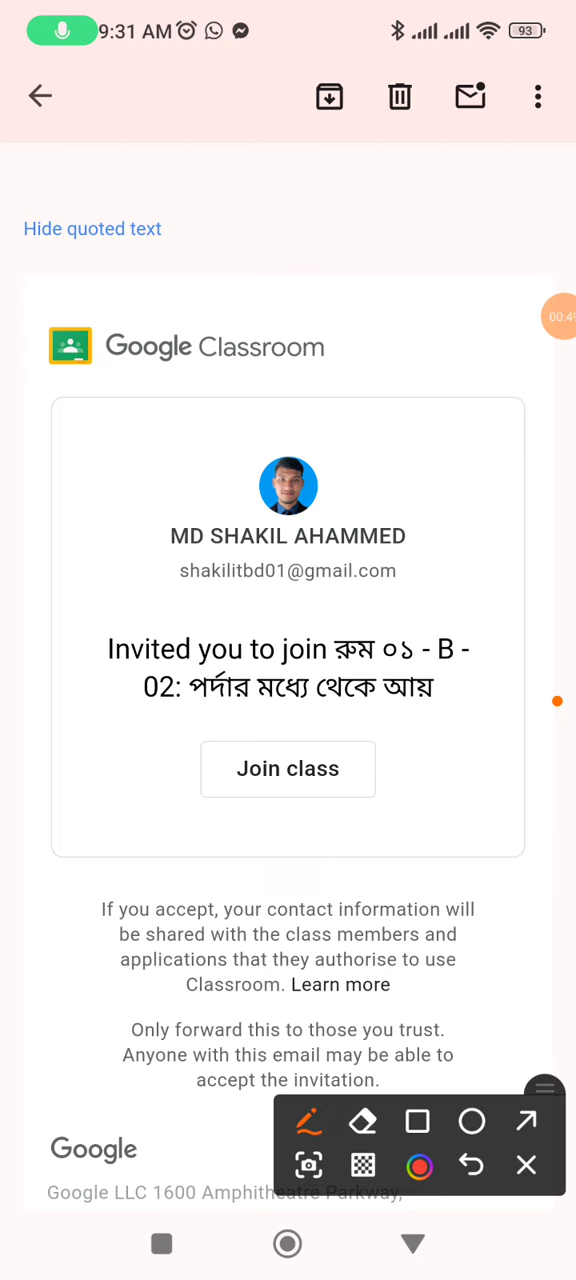 9:31 AM
93
Hide quoted text
00:49
Google Classroom
MD SHAKIL AHAMMED
shakilitbd01@gmail.com
Invited you to join রুম ০১ - B -
02: পর্দার মধ্যে থেকে আয়
Join class
If you accept, your contact information will
be shared with the class members and
applications that they authorise to use
Classroom. Learn more
Only forward this to those you trust.
Anyone with this email may be able to
accept the invitation.
Google
Google LLC 1600 Amphitheatre Parkway,